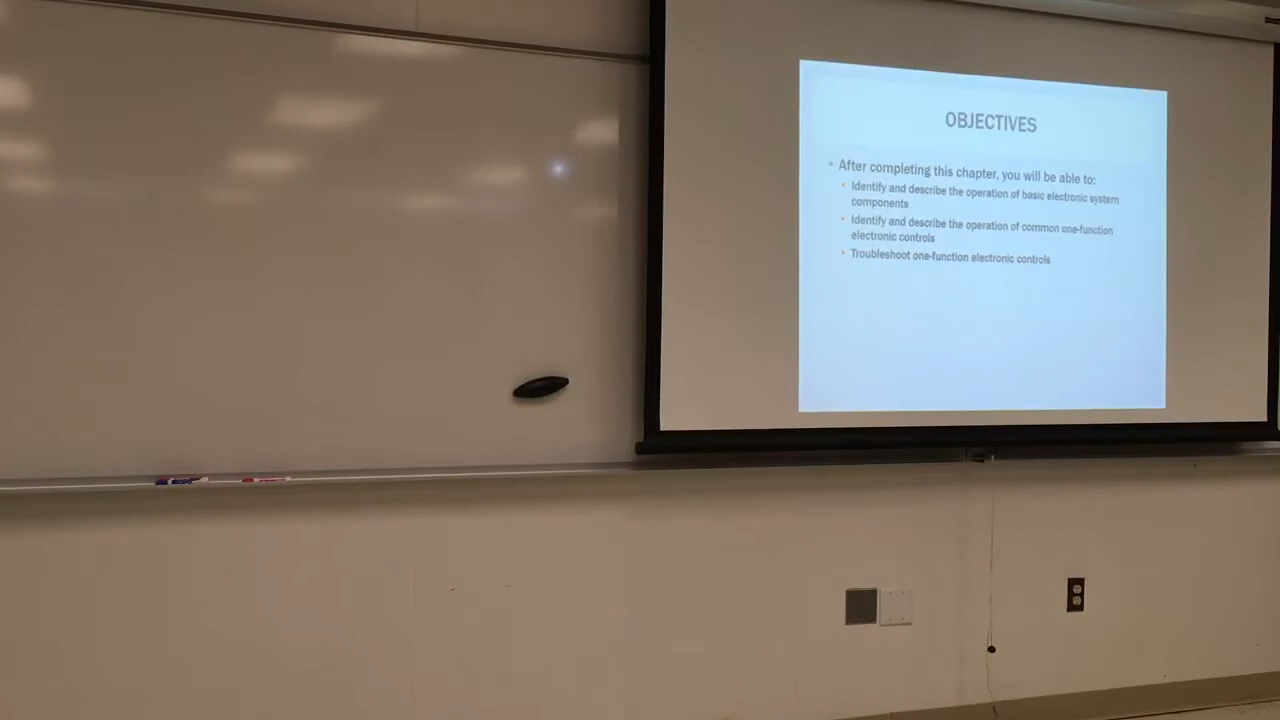 OBJECTIVES
• After completing this chapter, you will be able to:
• Identify and describe the operation of basic electronic system
components
• Identify and describe the operation of common one-function
electronic controls
• Troubleshoot one-function electronic controls